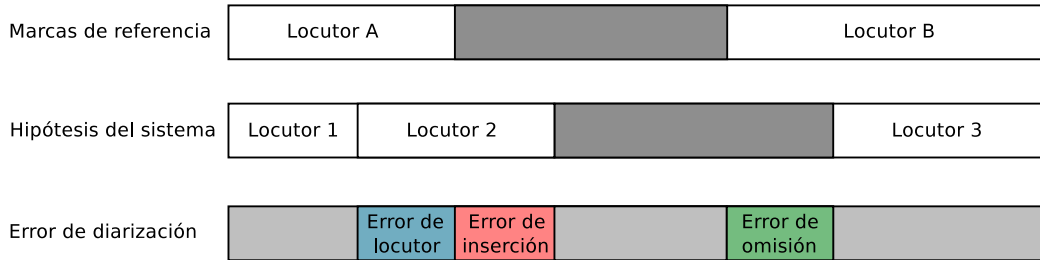 Marcas de referencia
Locutor A
Locutor B
Hipótesis del sistema
Locutor 1
Locutor 2
Locutor 3
Error de diarización
Error de
locutor
Error de
inserción
Error de
omisión